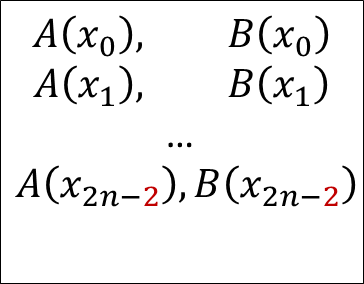 A(x₀), B(x₀)
A(x₁), B(x₁)
...
A(x₂ₙ₋₂), B(x₂ₙ₋₂)